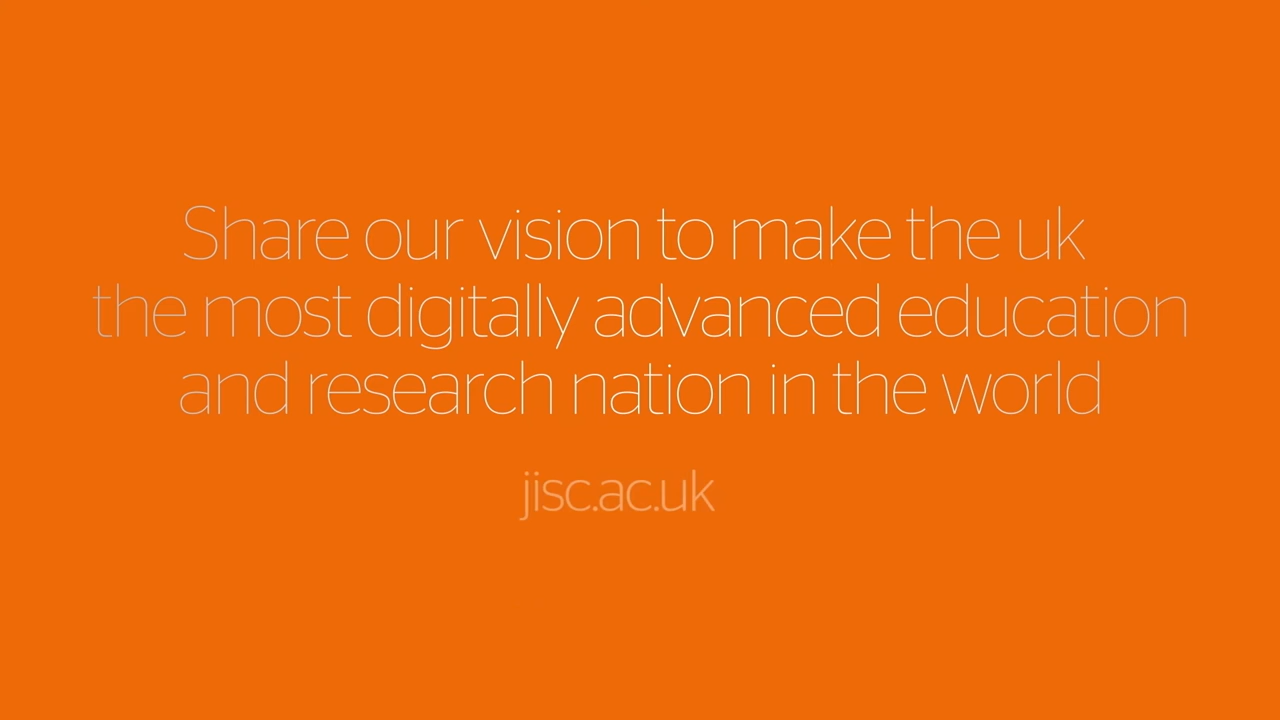 Share our vision to make the uk
the most digitally advanced education
and research nation in the world
jisc.ac.uk